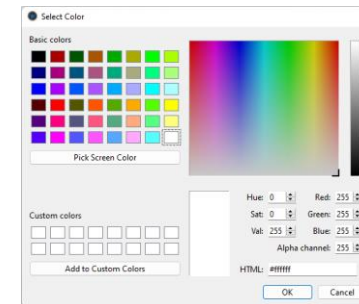 Select Color
Basic colors
Pick Screen Color
Custom colors
Add to Custom Colors
Hue: 0 Red: 255
Sat: 0 Green: 255
Val: 255 Blue: 255
Alpha channel: 255
HTML: #ffffff
OK Cancel